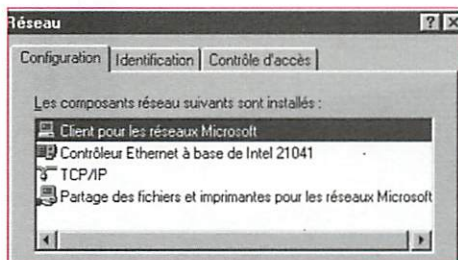 Réseau
Configuration
Identification
Contrôle d'accès
Les composants réseau suivants sont installés :
Client pour les réseaux Microsoft
Contrôleur Ethernet à base de Intel 21041
TCP/IP
Partage des fichiers et imprimantes pour les réseaux Microsoft